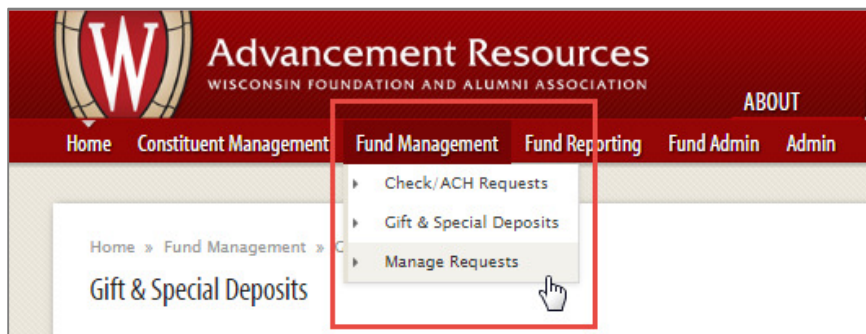 W
Advancement Resources
WISCONSIN FOUNDATION AND ALUMNI ASSOCIATION
ABOUT
Home Constituent Management Fund Management Fund Reporting Fund Admin Admin
Check/ACH Requests
Gift & Special Deposits
Manage Requests
Home » Fund Management »
Gift & Special Deposits